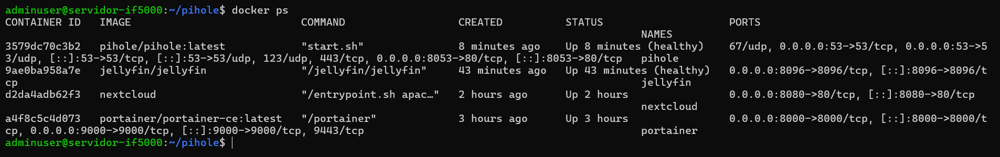 adminuser@servidor-if5000:~/pihole$ docker ps
CONTAINER ID   IMAGE                           COMMAND                  CREATED          STATUS                    PORTS
                                                                                                     NAMES
3579dc70c3b2   pihole/pihole:latest            "start.sh"               8 minutes ago    Up 8 minutes (healthy)    67/udp, 0.0.0.0:53->53/tcp, 0.0.0.0:53->5
3/udp, [::]:53->53/tcp, [::]:53->53/udp, 123/udp, 443/tcp, 0.0.0.0:8053->80/tcp, [::]:8053->80/tcp   pihole
9ae0ba958a7e   jellyfin/jellyfin               "/jellyfin/jellyfin"     43 minutes ago   Up 43 minutes (healthy)   0.0.0.0:8096->8096/tcp, [::]:8096->8096/t
cp                                                                                                   jellyfin
d2da4adb62f3   nextcloud                       "/entrypoint.sh apac…"   2 hours ago      Up 2 hours                0.0.0.0:8080->80/tcp, [::]:8080->80/tcp
                                                                                                     nextcloud
a4f8c5c4d073   portainer/portainer-ce:latest   "/portainer"             3 hours ago      Up 3 hours                0.0.0.0:8000->8000/tcp, [::]:8000->8000/t
cp, 0.0.0.0:9000->9000/tcp, [::]:9000->9000/tcp, 9443/tcp                                            portainer
adminuser@servidor-if5000:~/pihole$